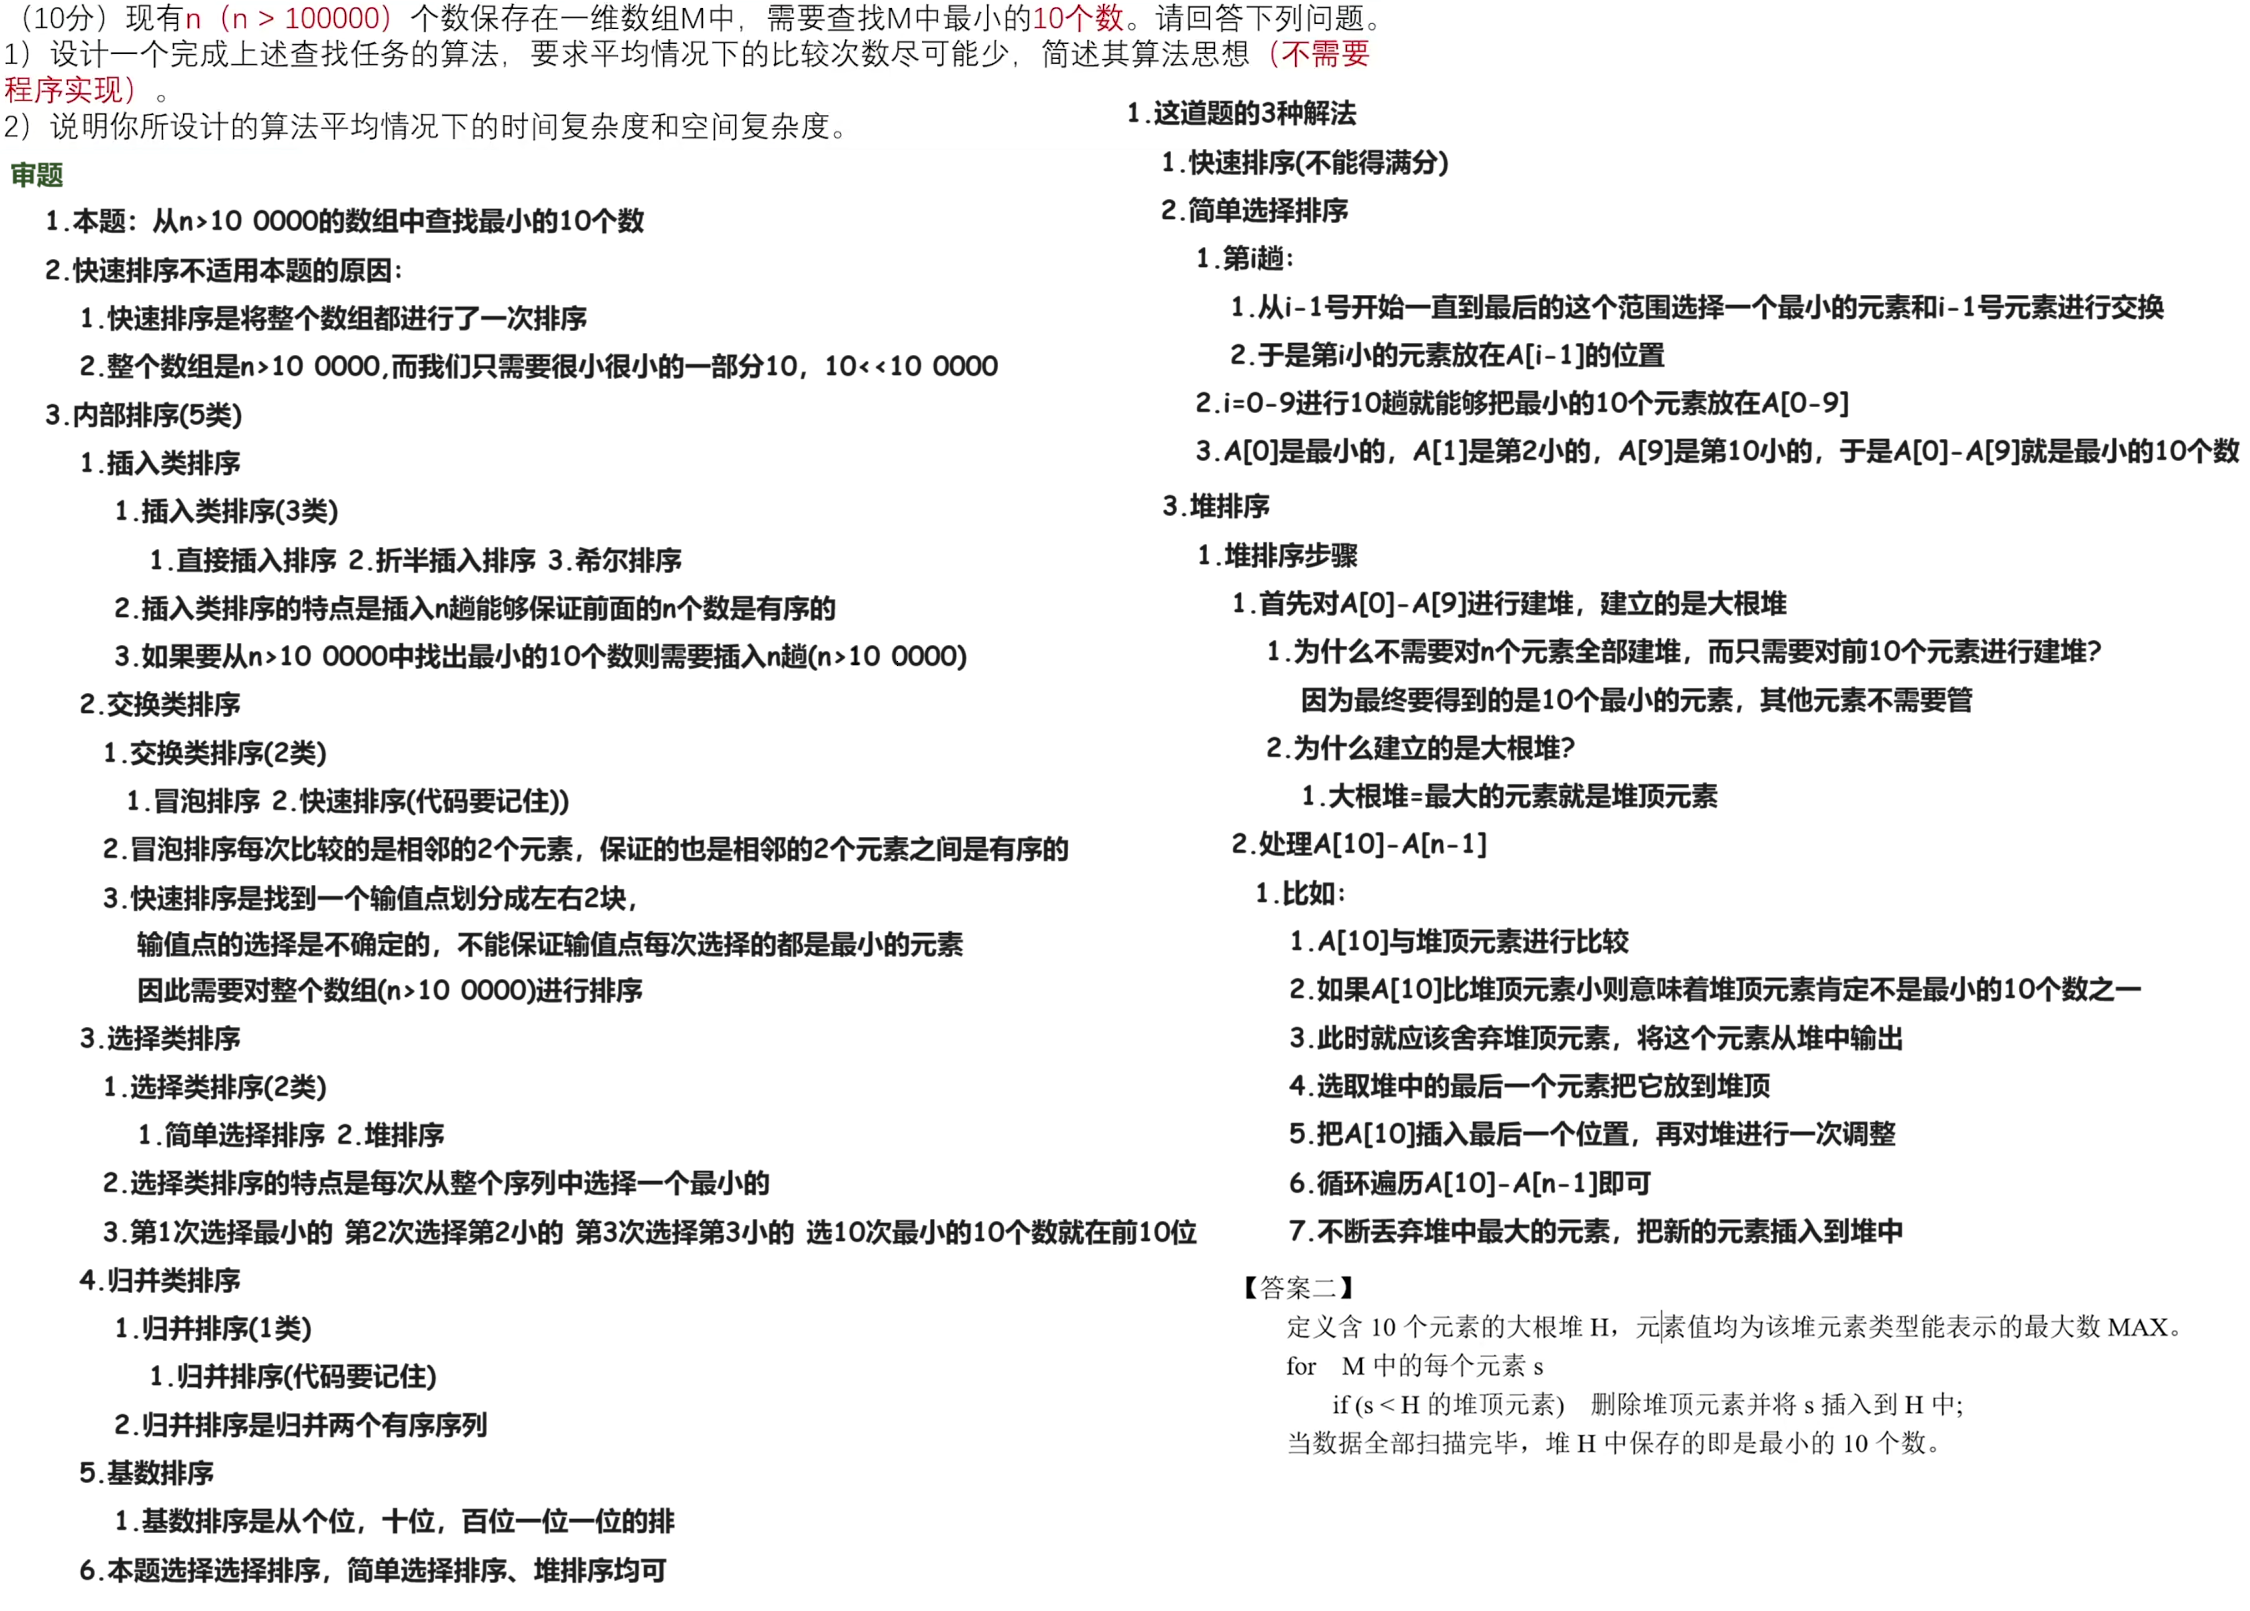 （10分）现有n（n > 100000）个数保存在一维数组M中，需要查找M中最小的10个数。请回答下列问题。
1）设计一个完成上述查找任务的算法，要求平均情况下的比较次数尽可能少，简述其算法思想（不需要
程序实现）。
2）说明你所设计的算法平均情况下的时间复杂度和空间复杂度。
审题
1.本题：从n>10 0000的数组中查找最小的10个数
2.快速排序不适用本题的原因：
1.快速排序是将整个数组都进行了一次排序
2.整个数组是n>10 0000,而我们只需要很小很小的一部分10，10<<10 0000
3.内部排序(5类)
1.插入类排序
1.插入类排序(3类)
1.直接插入排序 2.折半插入排序 3.希尔排序
2.插入类排序的特点是插入n趟能够保证前面的n个数是有序的
3.如果要从n>10 0000中找出最小的10个数则需要插入n趟(n>10 0000)
2.交换类排序
1.交换类排序(2类)
1.冒泡排序 2.快速排序(代码要记住))
2.冒泡排序每次比较的是相邻的2个元素，保证的也是相邻的2个元素之间是有序的
3.快速排序是找到一个输值点划分成左右2块，
输值点的选择是不确定的，不能保证输值点每次选择的都是最小的元素
因此需要对整个数组(n>10 0000)进行排序
3.选择类排序
1.选择类排序(2类)
1.简单选择排序 2.堆排序
2.选择类排序的特点是每次从整个序列中选择一个最小的
3.第1次选择最小的 第2次选择第2小的 第3次选择第3小的 选10次最小的10个数就在前10位
4.归并类排序
1.归并排序(1类)
1.归并排序(代码要记住)
2.归并排序是归并两个有序序列
5.基数排序
1.基数排序是从个位，十位，百位一位一位的排
6.本题选择选择排序，简单选择排序、堆排序均可
1.这道题的3种解法
1.快速排序(不能得满分)
2.简单选择排序
1.第i趟：
1.从i-1号开始一直到最后的这个范围选择一个最小的元素和i-1号元素进行交换
2.于是第i小的元素放在A[i-1]的位置
2.i=0-9进行10趟就能够把最小的10个元素放在A[0-9]
3.A[0]是最小的，A[1]是第2小的，A[9]是第10小的，于是A[0]-A[9]就是最小的10个数
3.堆排序
1.堆排序步骤
1.首先对A[0]-A[9]进行建堆，建立的是大根堆
1.为什么不需要对n个元素全部建堆，而只需要对前10个元素进行建堆?
因为最终要得到的是10个最小的元素，其他元素不需要管
2.为什么建立的是大根堆?
1.大根堆=最大的元素就是堆顶元素
2.处理A[10]-A[n-1]
1.比如：
1.A[10]与堆顶元素进行比较
2.如果A[10]比堆顶元素小则意味着堆顶元素肯定不是最小的10个数之一
3.此时就应该舍弃堆顶元素，将这个元素从堆中输出
4.选取堆中的最后一个元素把它放到堆顶
5.把A[10]插入最后一个位置，再对堆进行一次调整
6.循环遍历A[10]-A[n-1]即可
7.不断丢弃堆中最大的元素，把新的元素插入到堆中
【答案二】
定义含 10 个元素的大根堆 H，元素值均为该堆元素类型能表示的最大数 MAX。
for M 中的每个元素 s
if (s < H 的堆顶元素) 删除堆顶元素并将 s 插入到 H 中;
当数据全部扫描完毕，堆 H 中保存的即是最小的 10 个数。